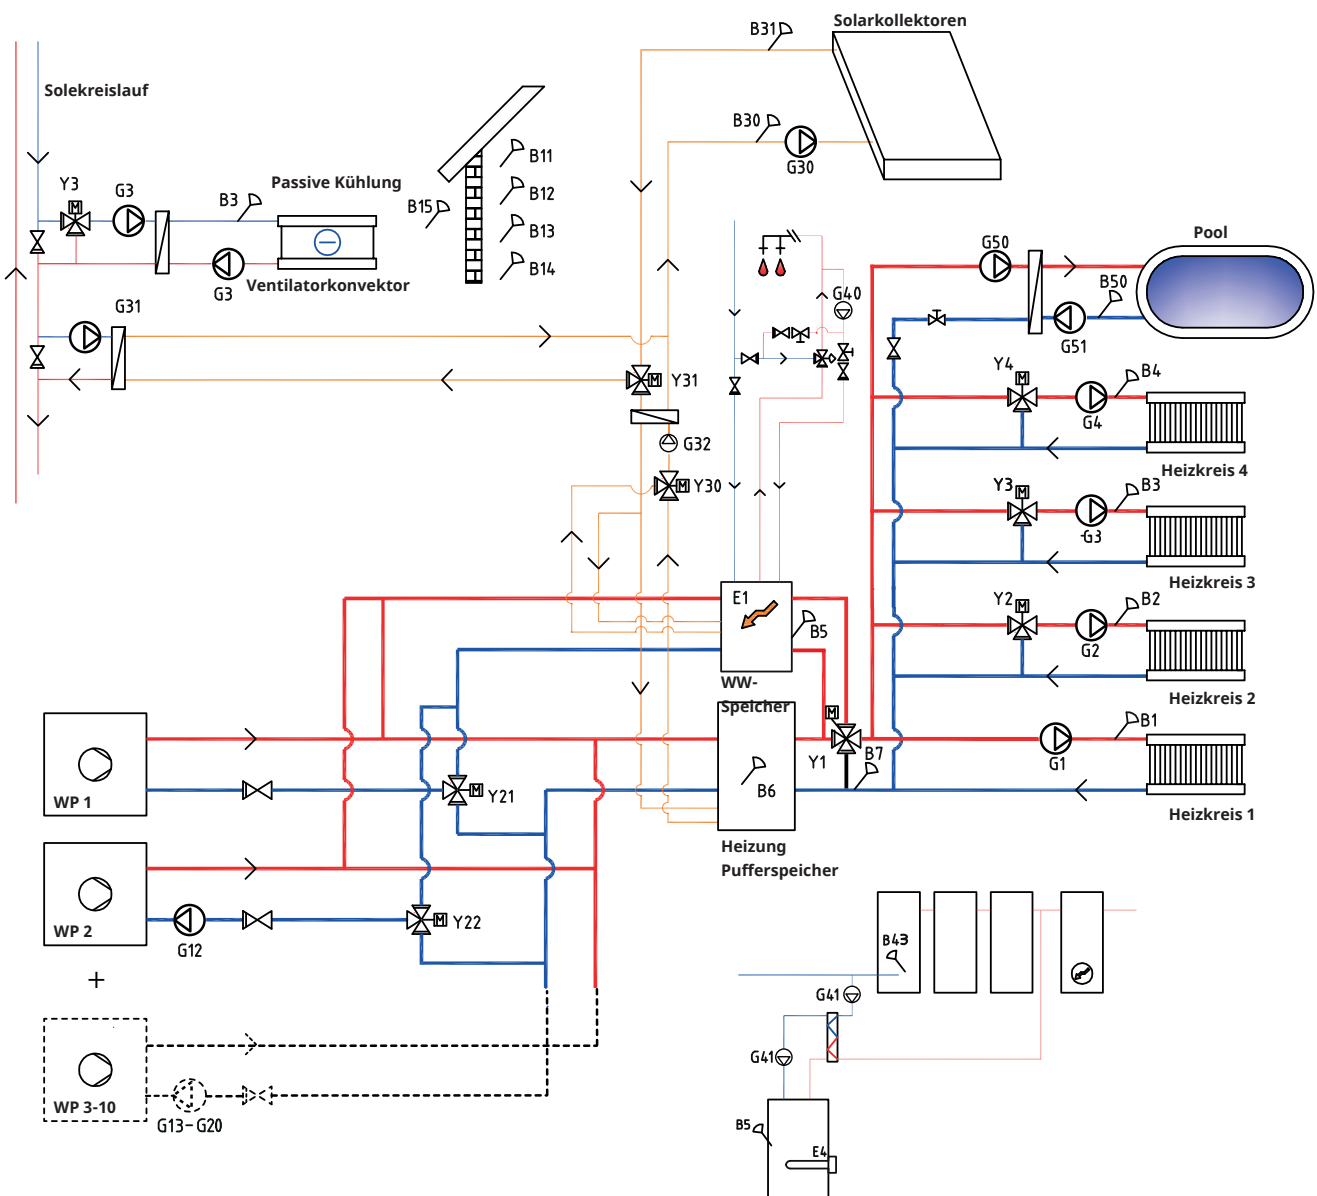 Solarkollektoren
B31
Solekreislauf
B30
G30
Y3
G3
B3
Passive Kühlung
G3
Ventilatorkonvektor
B15
B11
B12
B13
B14
G31
Y31
G32
Y30
G40
Pool
G50
B50
G51
Y4
B4
G4
Heizkreis 4
Y3
B3
G3
Heizkreis 3
Y2
B2
G2
Heizkreis 2
E1
B5
WW-
Speicher
M
Y1
B7
B1
G1
Heizkreis 1
B6
Heizung
Pufferspeicher
WP 1
M
Y21
WP 2
G12
M
Y22
+
WP 3-10
G13-G20
B43
G41
G41
B5
E4